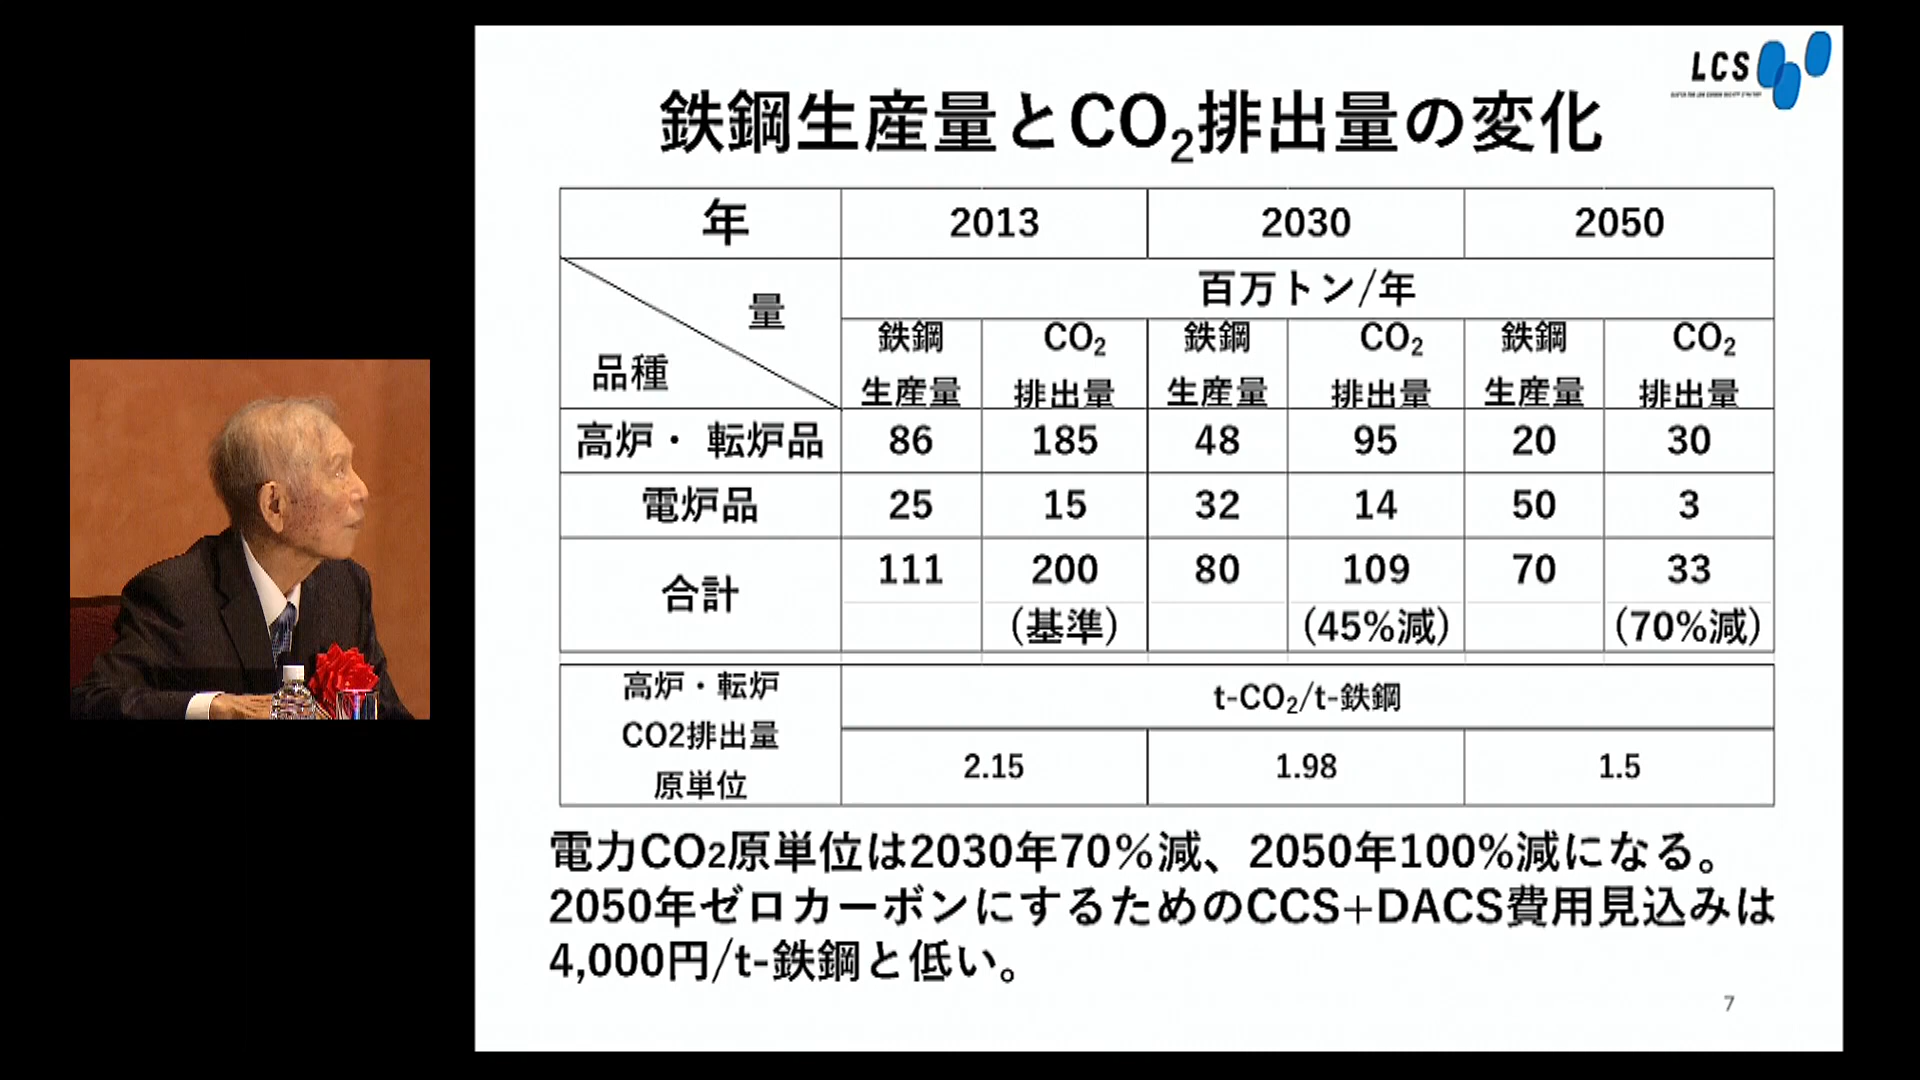 LCS
鉄鋼生産量とCO₂排出量の変化
年 2013 2030 2050
量
品種
百万トン/年
鉄鋼 CO₂ 鉄鋼 CO₂ 鉄鋼 CO₂
生産量 排出量 生産量 排出量 生産量 排出量
高炉・転炉品 86 185 48 95 20 30
電炉品 25 15 32 14 50 3
合計 111 200 80 109 70 33
(基準) (45%減) (70%減)
高炉・転炉
CO2排出量
原単位
t-CO₂/t-鉄鋼
2.15 1.98 1.5
電力CO₂原単位は2030年70%減、2050年100%減になる。
2050年ゼロカーボンにするためのCCS+DACS費用見込みは
4,000円/t-鉄鋼と低い。
7